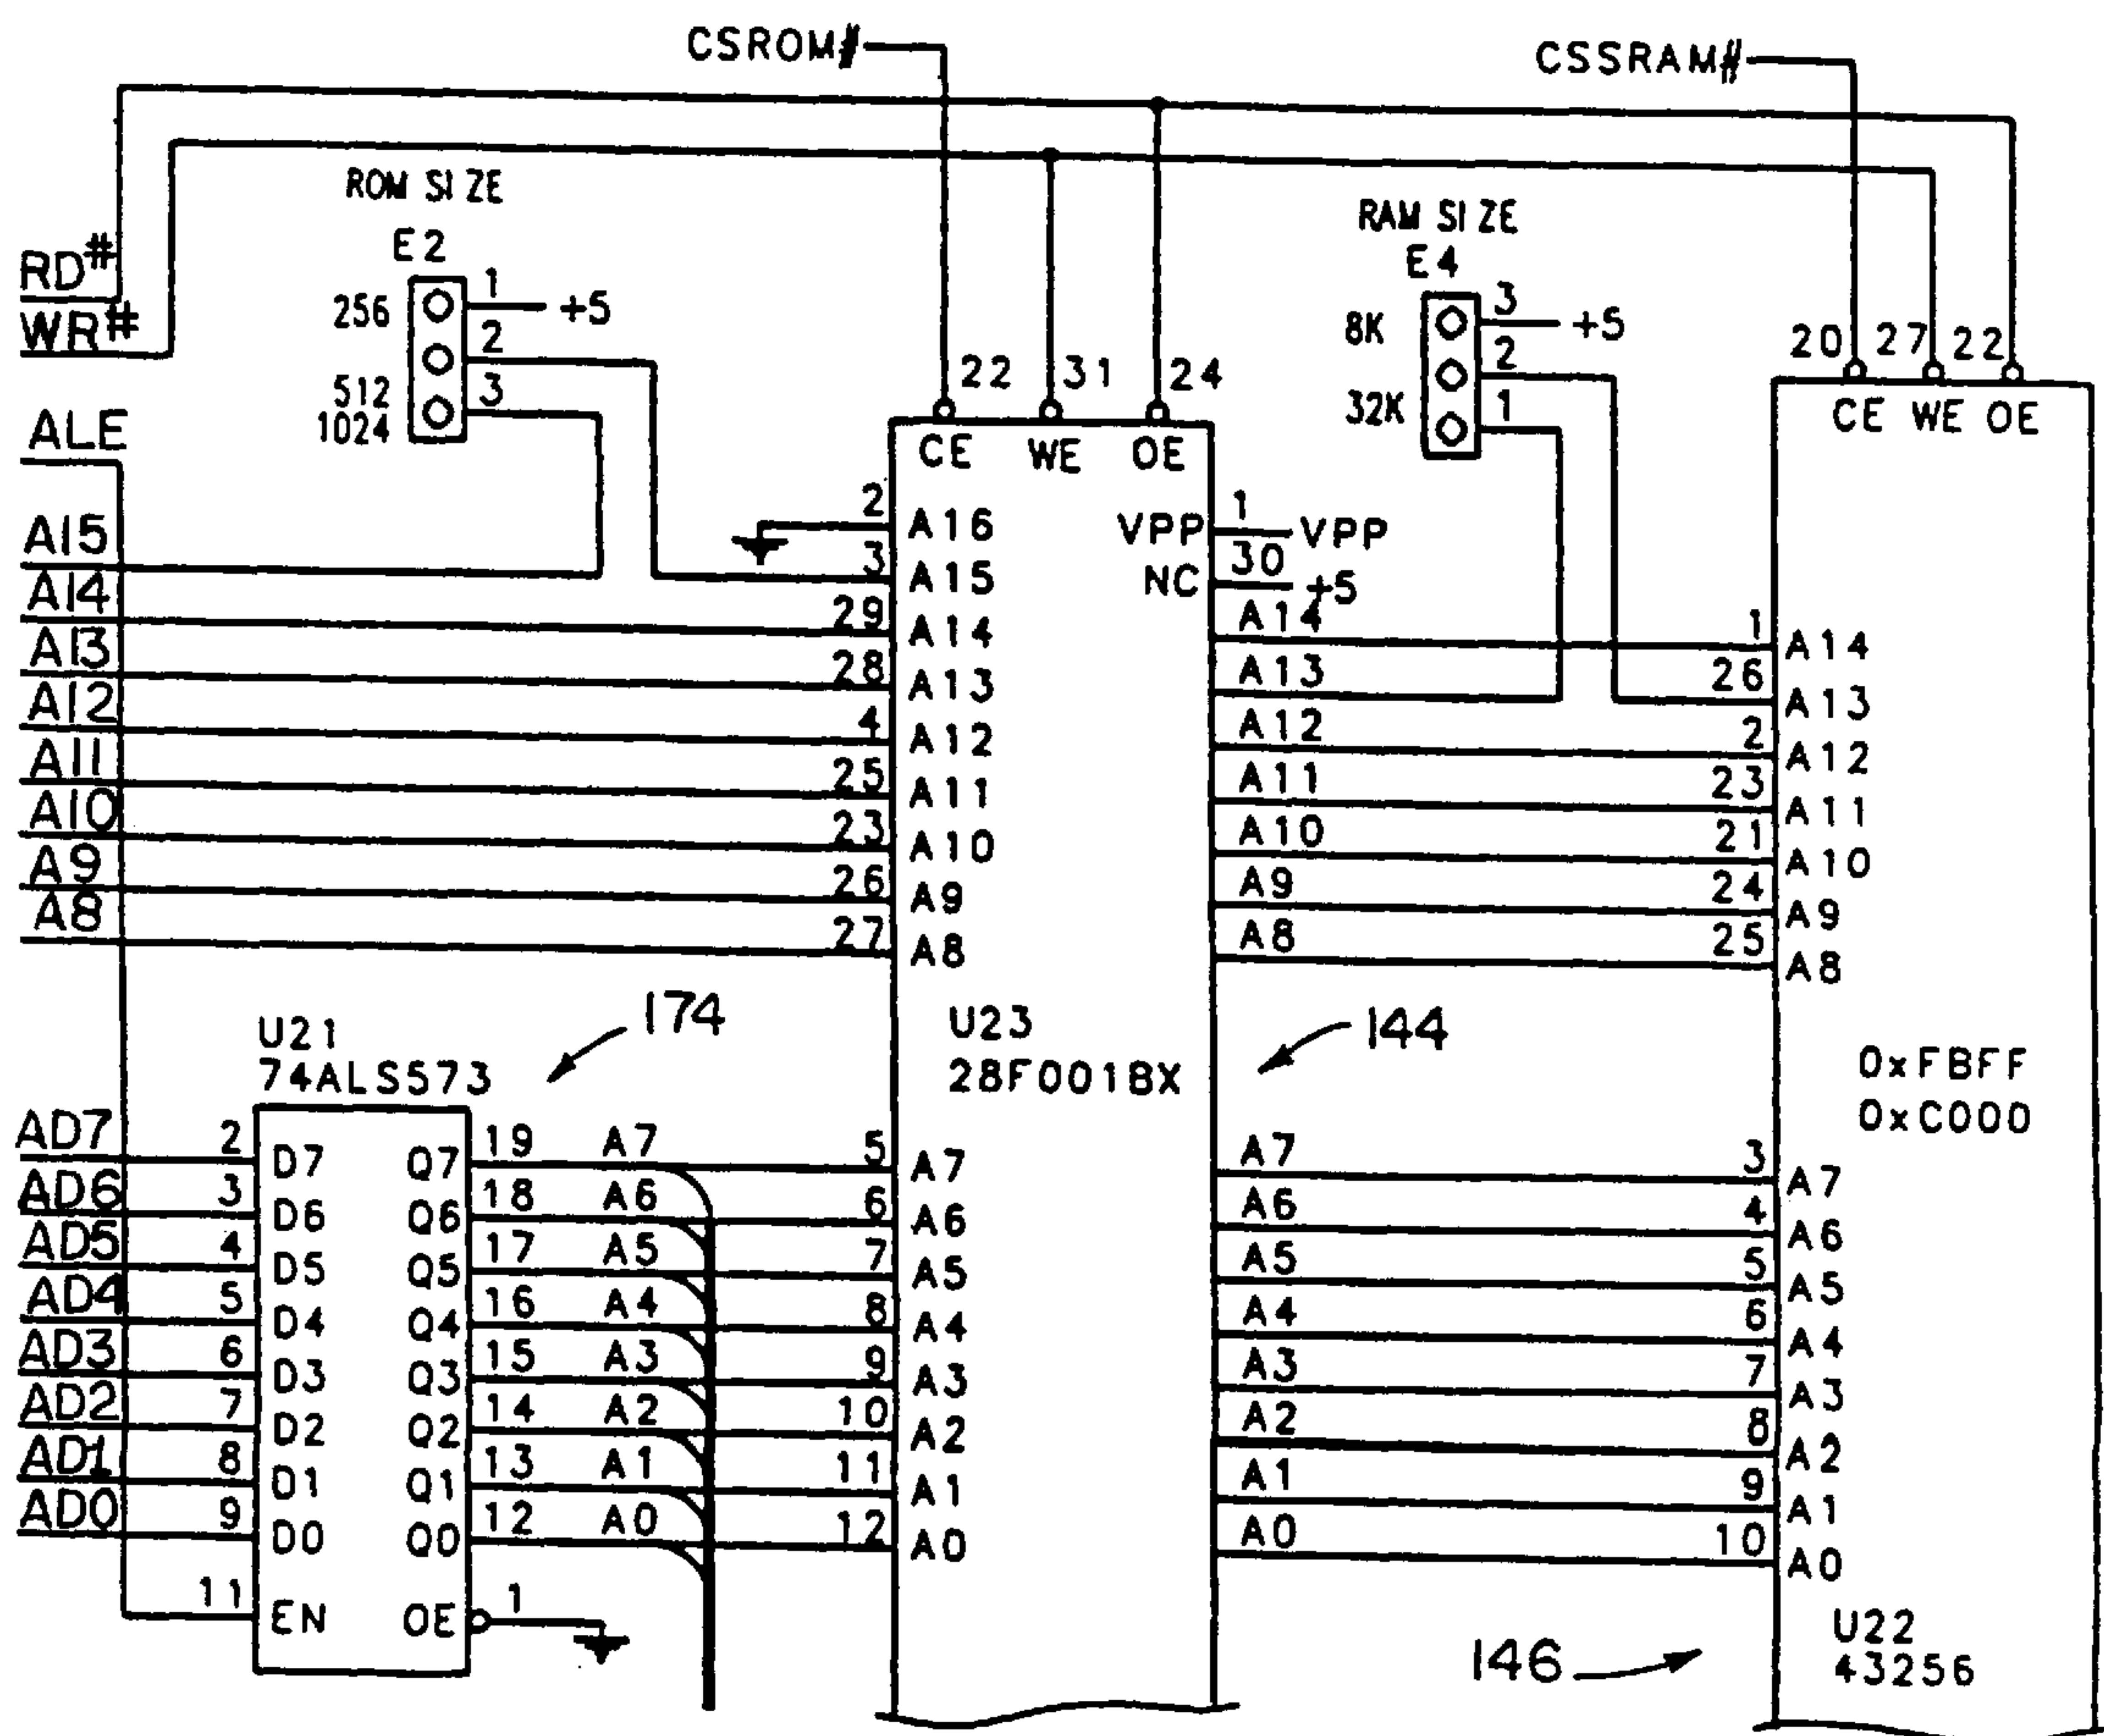 CSROM#
CSSRAM#
ROM SIZE
E2
RAM SIZE
E4
RD#
WR#
256
1
+5
2
512
3
1024
8K
3
+5
2
32K
1
22 31 24
CE WE OE
20 27 22
CE WE OE
ALE
A15
A14
A13
A12
A11
A10
A9
A8
2 A16
3 A15
29 A14
28 A13
4 A12
25 A11
23 A10
26 A9
27 A8
VPP 1 VPP
NC 30 +5
A14 1 A14
A13 26 A13
A12 2 A12
A11 23 A11
A10 21 A10
A9 24 A9
A8 25 A8
U21
74ALS573
174
U23
28F001BX
144
0xFBFF
0xC000
AD7 2 D7 Q7 19 A7 5 A7
AD6 3 D6 Q6 18 A6 6 A6
AD5 4 D5 Q5 17 A5 7 A5
AD4 5 D4 Q4 16 A4 8 A4
AD3 6 D3 Q3 15 A3 9 A3
AD2 7 D2 Q2 14 A2 10 A2
AD1 8 D1 Q1 13 A1 11 A1
AD0 9 D0 Q0 12 A0 12 A0
11 EN OE 1
A7 3 A7
A6 4 A6
A5 5 A5
A4 6 A4
A3 7 A3
A2 8 A2
A1 9 A1
A0 10 A0
146
U22
43256